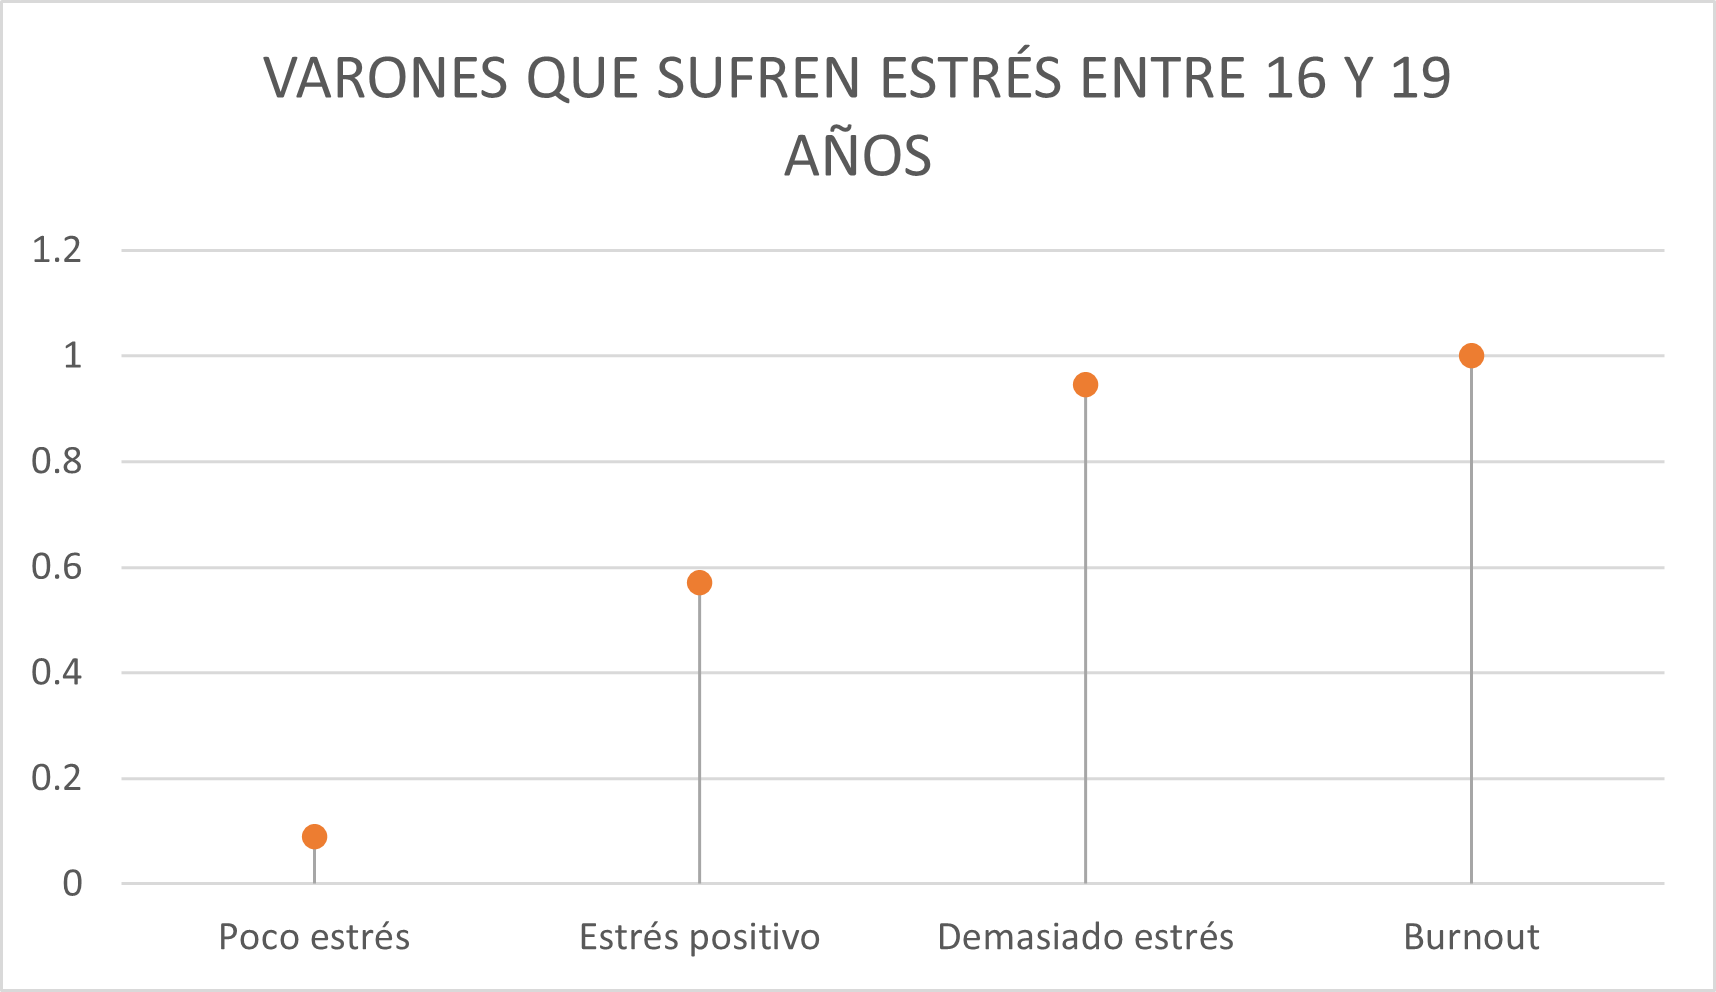 VARONES QUE SUFREN ESTRÉS ENTRE 16 Y 19
AÑOS
1.2
1
0.8
0.6
0.4
0.2
0
Poco estrés
Estrés positivo
Demasiado estrés
Burnout